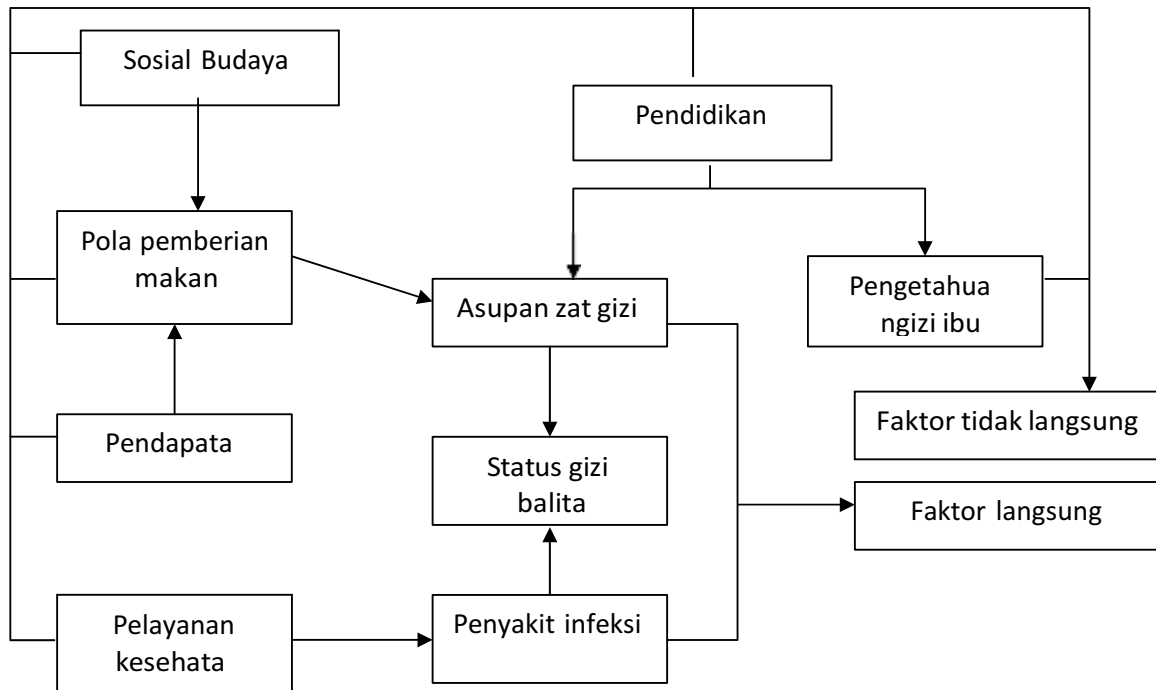 Sosial Budaya
Pendidikan
Pola pemberian
makan
Asupan zat gizi
Pengetahua
ngizi ibu
Pendapata
Faktor tidak langsung
Status gizi
balita
Faktor langsung
Pelayanan
kesehata
Penyakit infeksi